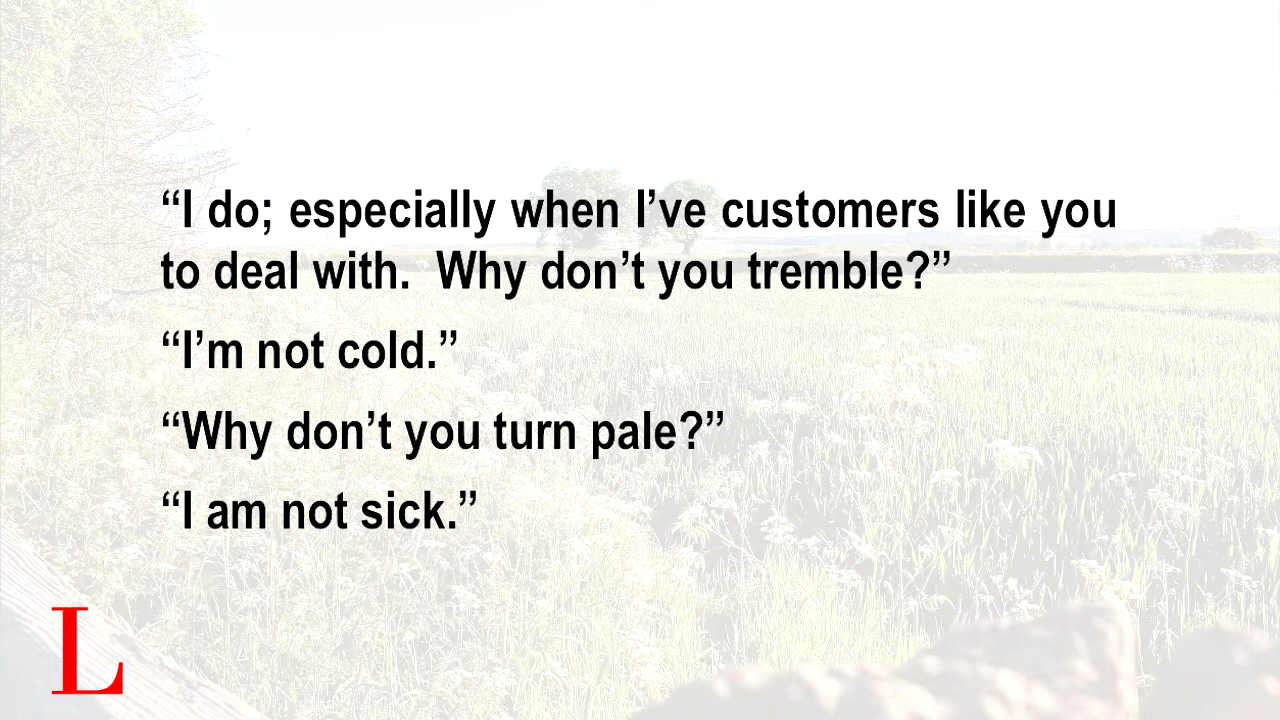 “I do; especially when I’ve customers like you
to deal with.  Why don’t you tremble?”
“I’m not cold.”
“Why don’t you turn pale?”
“I am not sick.”
L